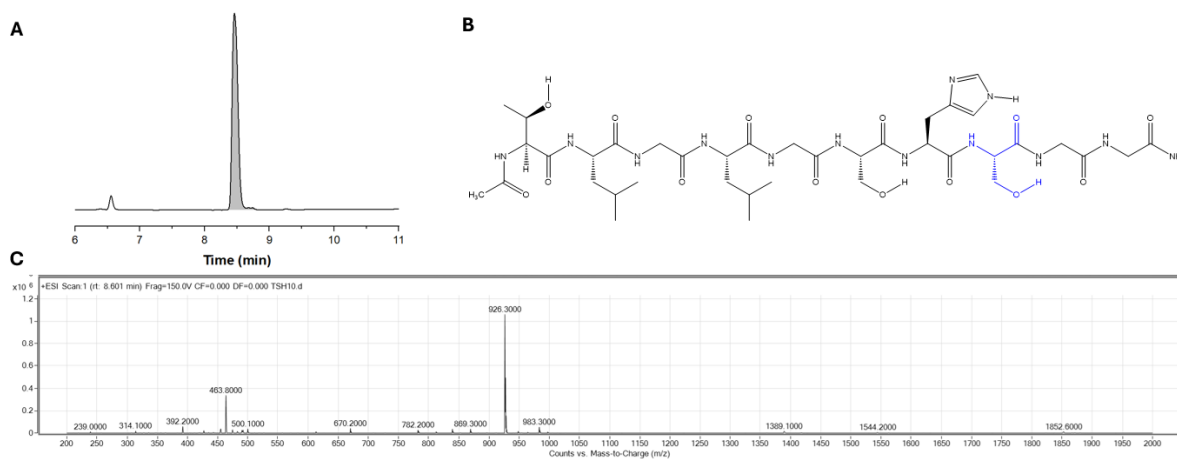 A
B
6 7 8 9 10 11
Time (min)
H
O
N
N
H
O
O
O
O
O
O
O
H
N
H
N
H
N
H
N
H
N
HN
O
N
H
N
H
N
H
N
H
O
H
O
H
NH
H
H₃C
O
O
O
O
O
C
x10 6
+ESI Scan:1 (rt: 8.601 min) Frag=150.0V CF=0.000 DF=0.000 TSH10.d
1.2
1
0.8
0.6
0.4
0.2
0
926.3000
463.8000
239.0000 314.1000 392.2000 500.1000 670.2000 782.2000 869.3000 983.3000 1389.1000 1544.2000 1852.6000
200 250 300 350 400 450 500 550 600 650 700 750 800 850 900 950 1000 1050 1100 1150 1200 1250 1300 1350 1400 1450 1500 1550 1600 1650 1700 1750 1800 1850 1900 1950 2000
Counts vs. Mass-to-Charge (m/z)